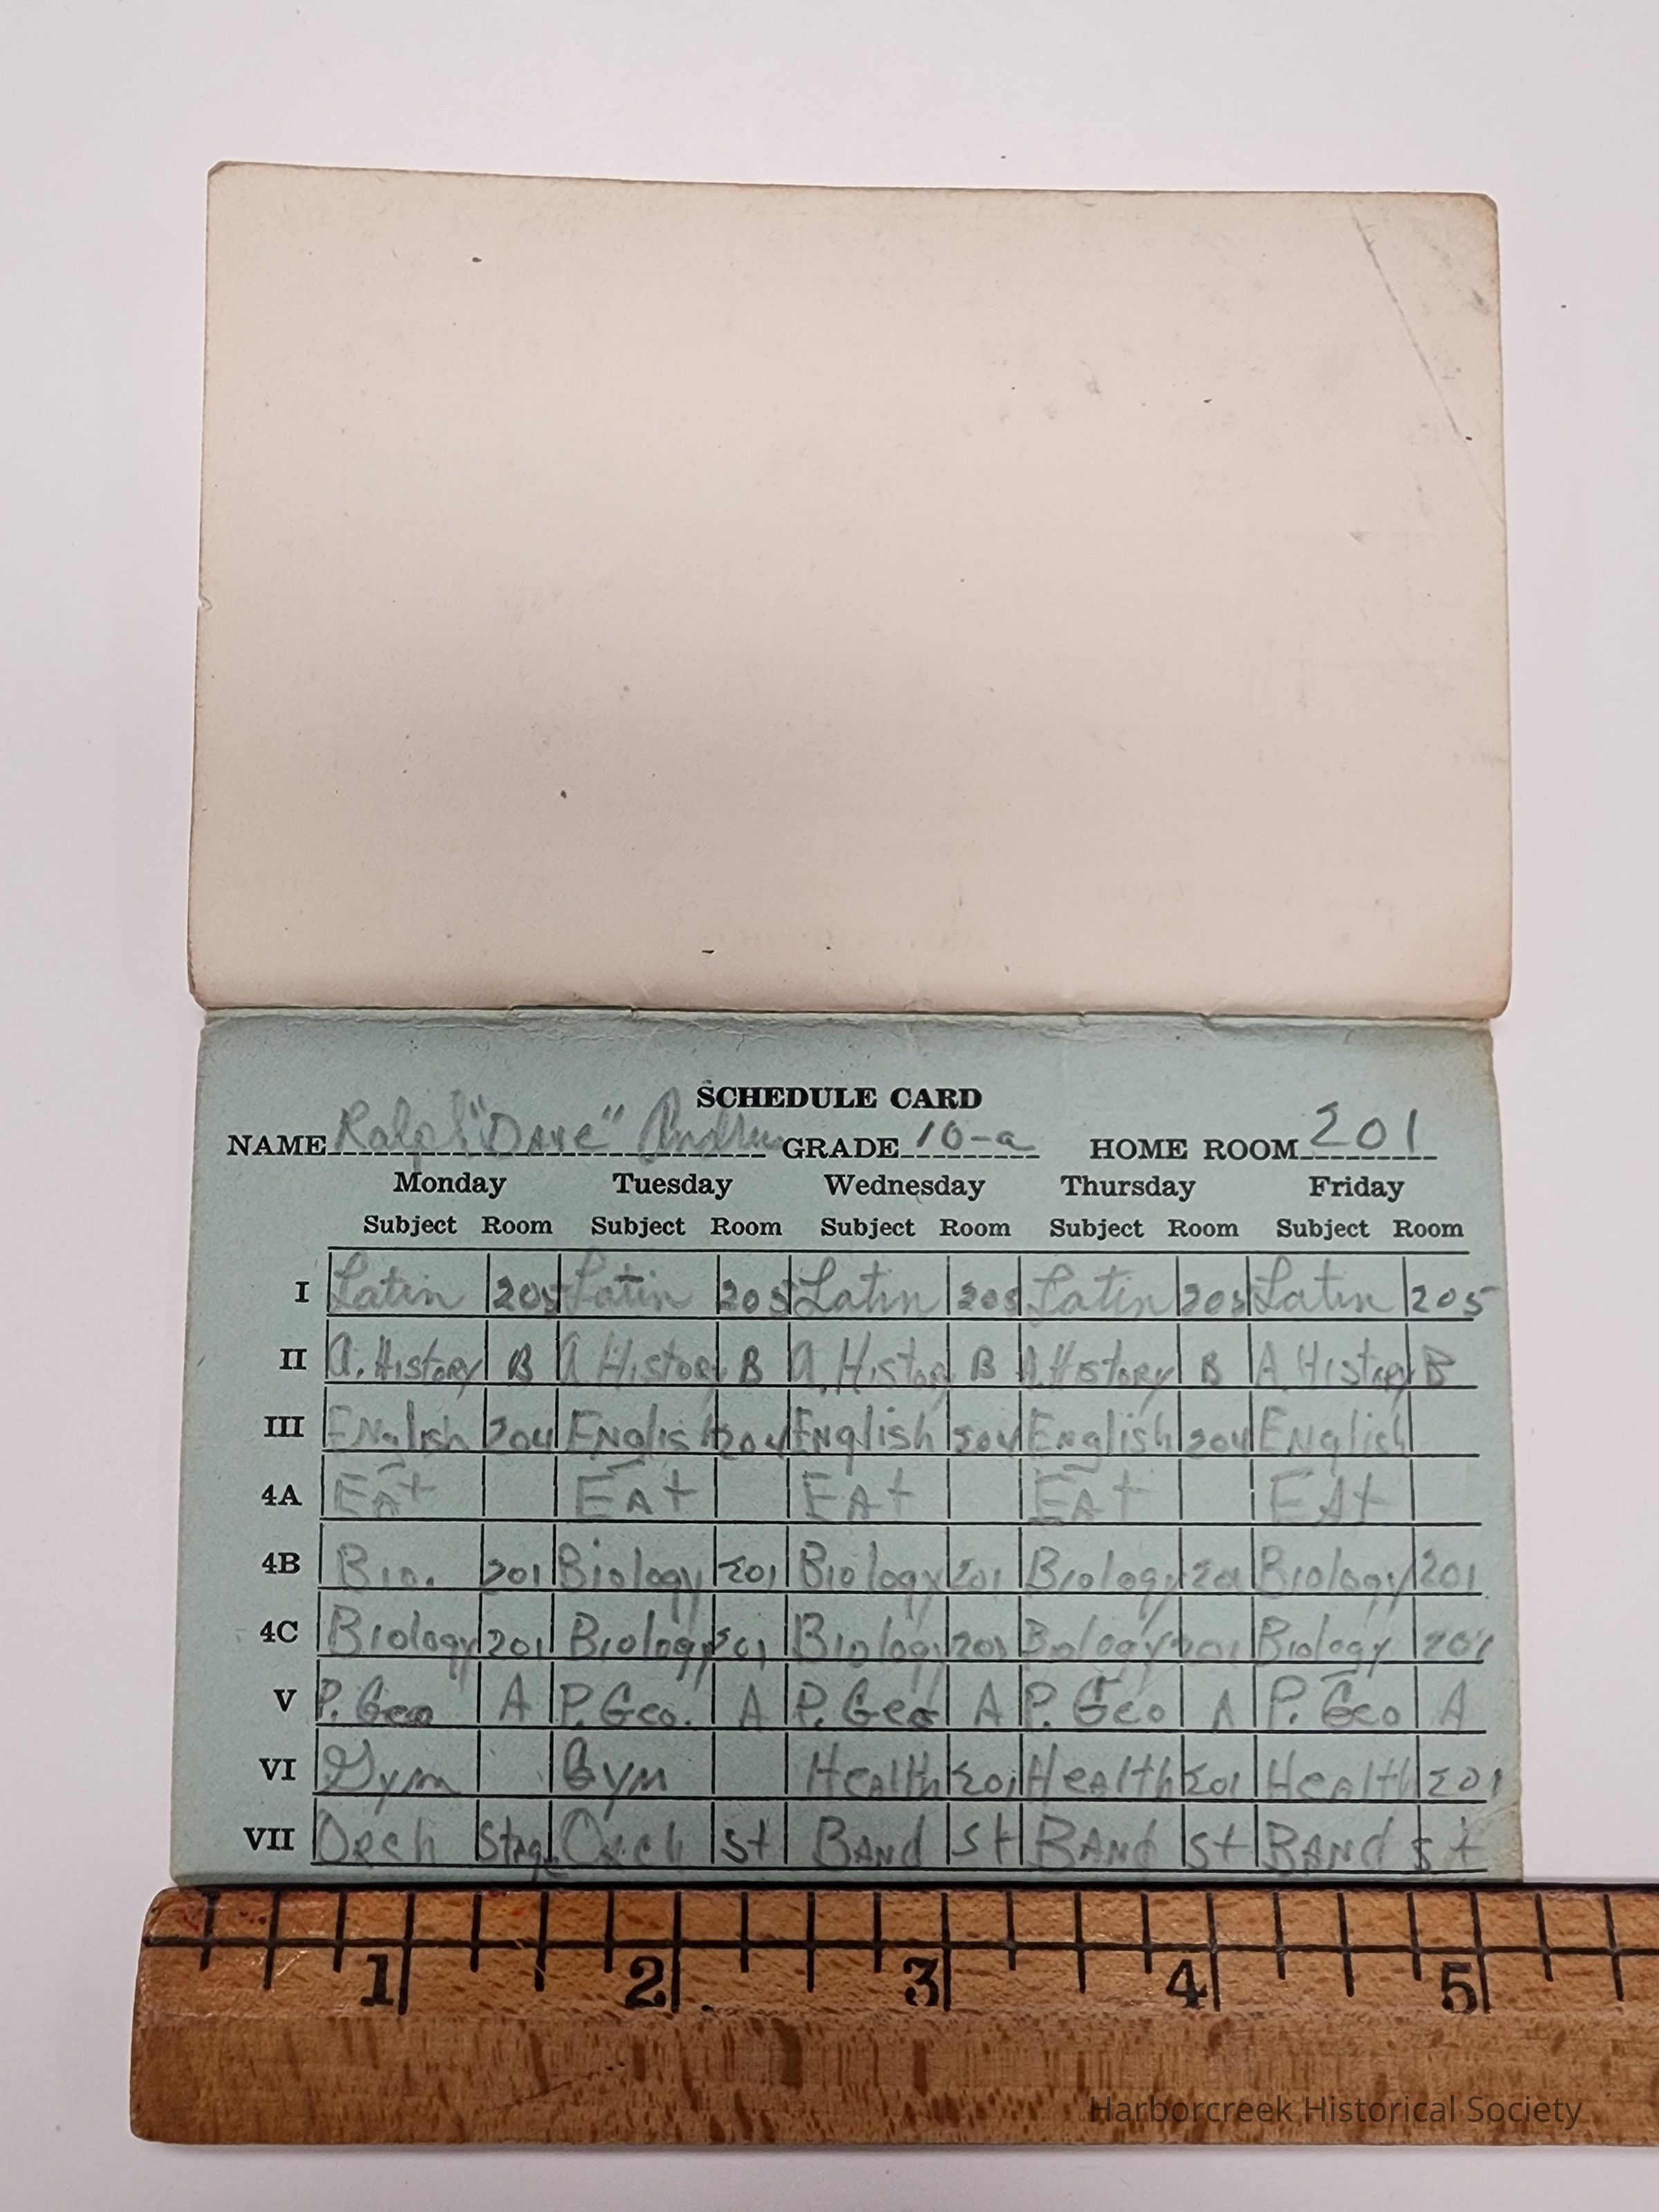 SCHEDULE CARD
NAME Ralph "Dave" Andrews GRADE 10-a HOME ROOM 201
Monday Tuesday Wednesday Thursday Friday
Subject Room Subject Room Subject Room Subject Room Subject Room
I Latin 205 Latin 205 Latin 205 Latin 205 Latin 205
II A. History B A History B A. History B A. History B A History B
III English 204 English 204 English 204 English 204 English
4A EAt EAt EAt EAt EAt
4B Bio. 201 Biology 201 Biology 201 Biology 201 Biology 201
4C Biology 201 Biology 201 Biology 201 Biology 201 Biology 201
V P. Geo A P. Geo. A P. Geo A P. Geo A P. Geo A
VI Gym Gym Health 201 Health 201 Health 201
VII Orch Stage Orch St BAND St BAND St BAND St
1 2 3 4 5
Harborcreek Historical Society